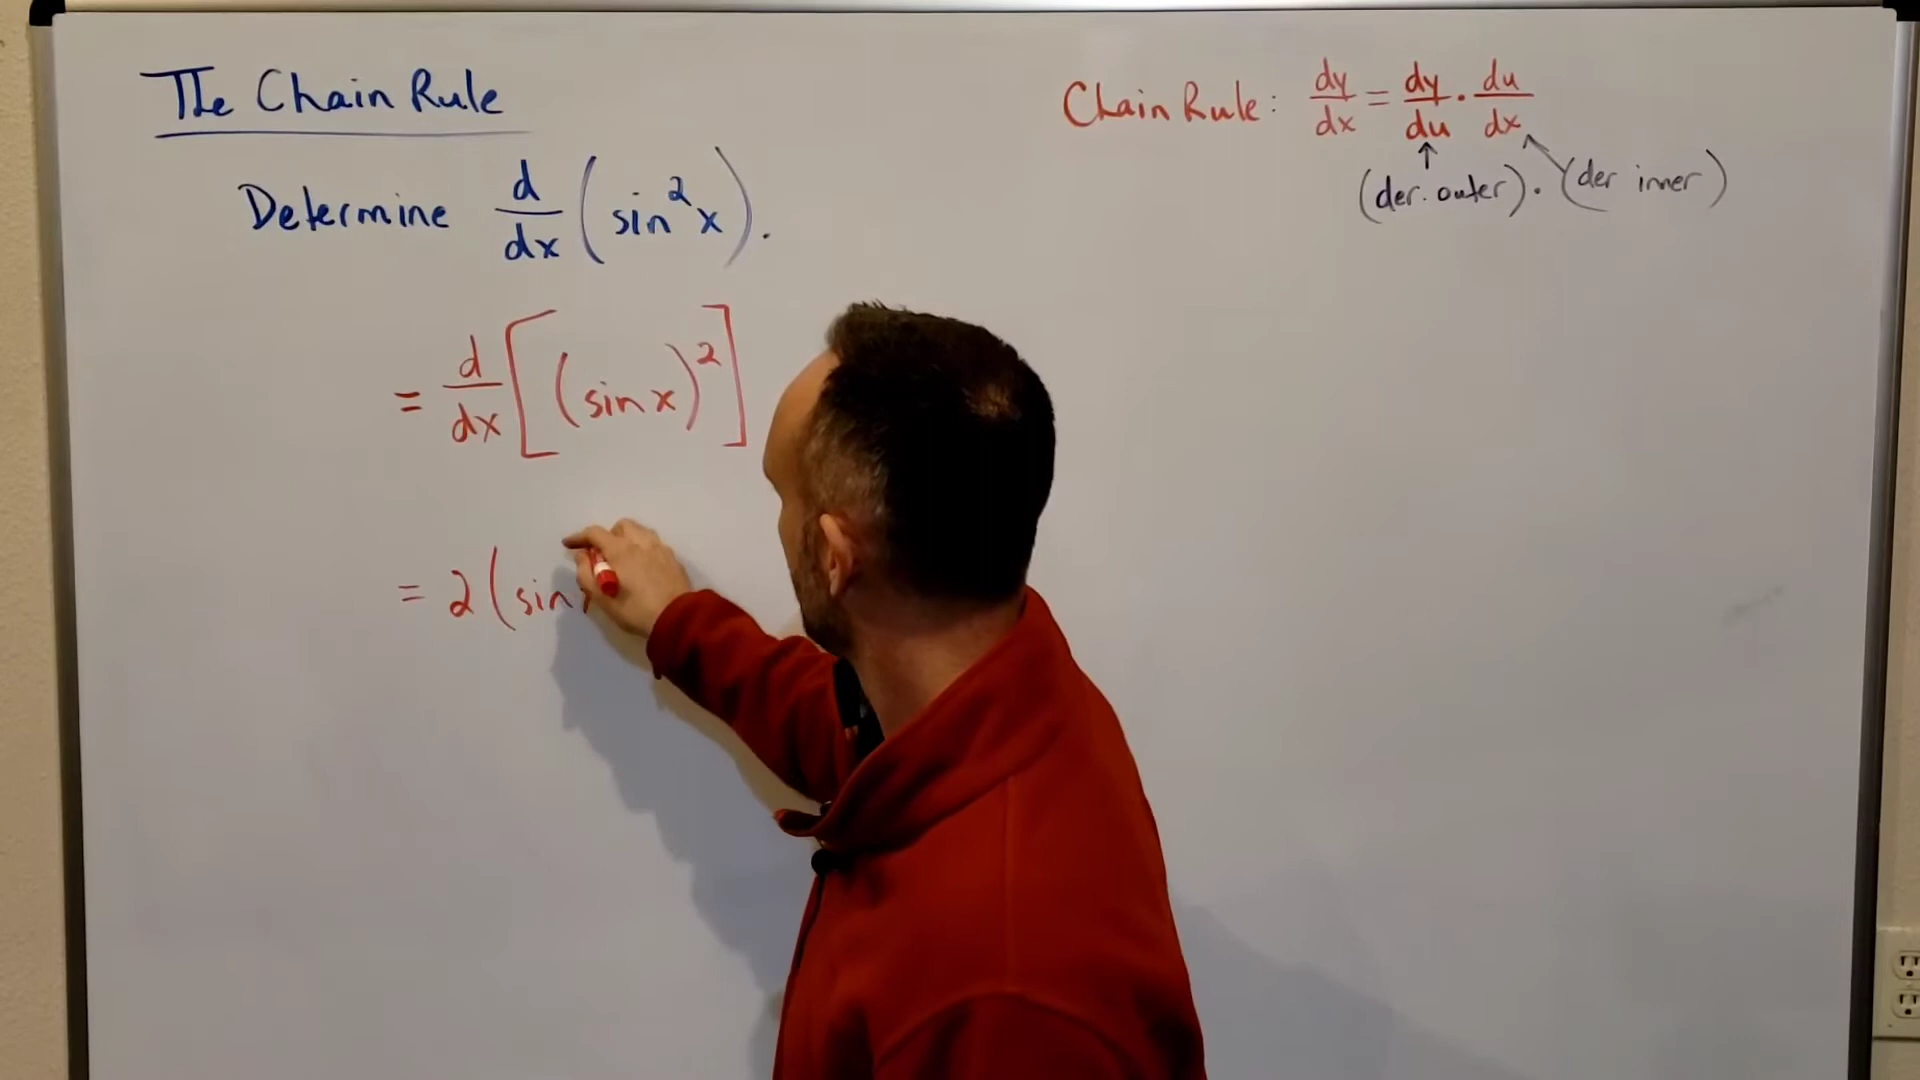 The Chain Rule
Determine d/dx (sin²x).
= d/dx [(sin x)²]
= 2(sin
Chain Rule: dy/dx = dy/du · du/dx
(der. outer) · (der inner)